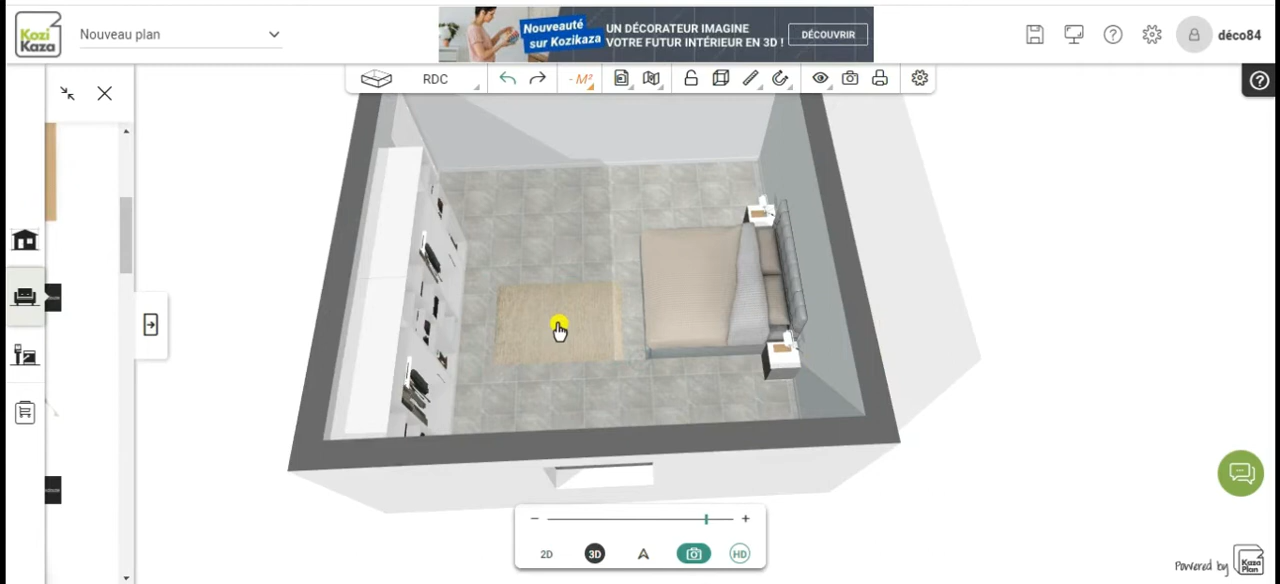 Kozi
Kaza
Nouveau plan
Nouveauté
sur Kozikaza
UN DÉCORATEUR IMAGINE
VOTRE FUTUR INTÉRIEUR EN 3D !
DÉCOUVRIR
déco84
RDC
- M²
2D
3D
HD
Powered by
Kaza
Plan